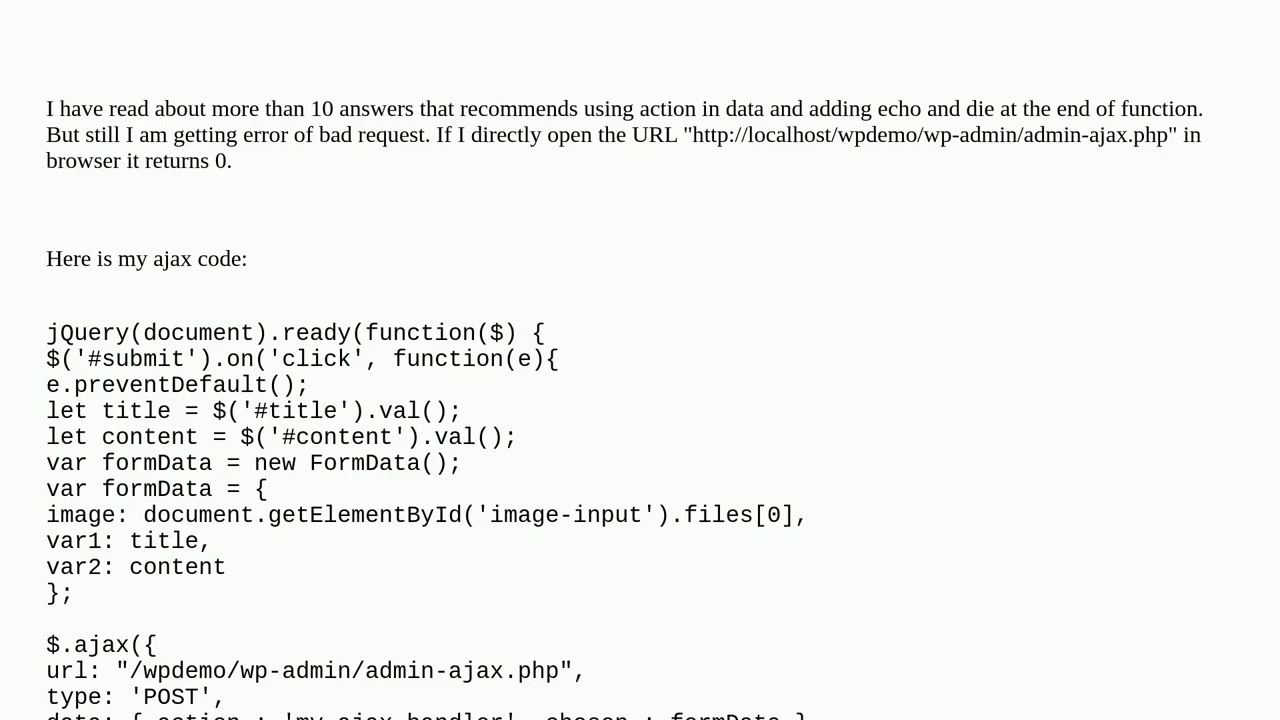 I have read about more than 10 answers that recommends using action in data and adding echo and die at the end of function.
But still I am getting error of bad request. If I directly open the URL "http://localhost/wpdemo/wp-admin/admin-ajax.php" in
browser it returns 0.
Here is my ajax code:
jQuery(document).ready(function($) {
$('#submit').on('click', function(e){
e.preventDefault();
let title = $('#title').val();
let content = $('#content').val();
var formData = new FormData();
var formData = {
image: document.getElementById('image-input').files[0],
var1: title,
var2: content
};
$.ajax({
url: "/wpdemo/wp-admin/admin-ajax.php",
type: 'POST',
data: { action : 'my_ajax_handler', chosen : formData }